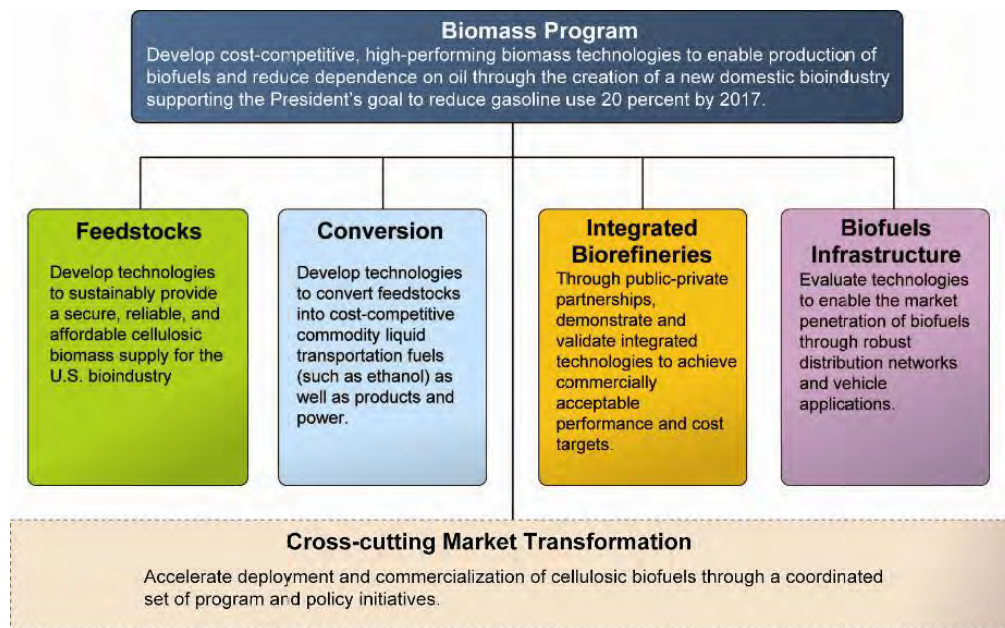 Biomass Program
Develop cost-competitive, high-performing biomass technologies to enable production of
biofuels and reduce dependence on oil through the creation of a new domestic bioindustry
supporting the President's goal to reduce gasoline use 20 percent by 2017.
Feedstocks
Develop technologies
to sustainably provide
a secure, reliable, and
affordable cellulosic
biomass supply for the
U.S. bioindustry
Conversion
Develop technologies
to convert feedstocks
into cost-competitive
commodity liquid
transportation fuels
(such as ethanol) as
well as products and
power.
Integrated
Biorefineries
Through public-private
partnerships,
demonstrate and
validate integrated
technologies to achieve
commercially
acceptable
performance and cost
targets.
Biofuels
Infrastructure
Evaluate technologies
to enable the market
penetration of biofuels
through robust
distribution networks
and vehicle
applications.
Cross-cutting Market Transformation
Accelerate deployment and commercialization of cellulosic biofuels through a coordinated
set of program and policy initiatives.